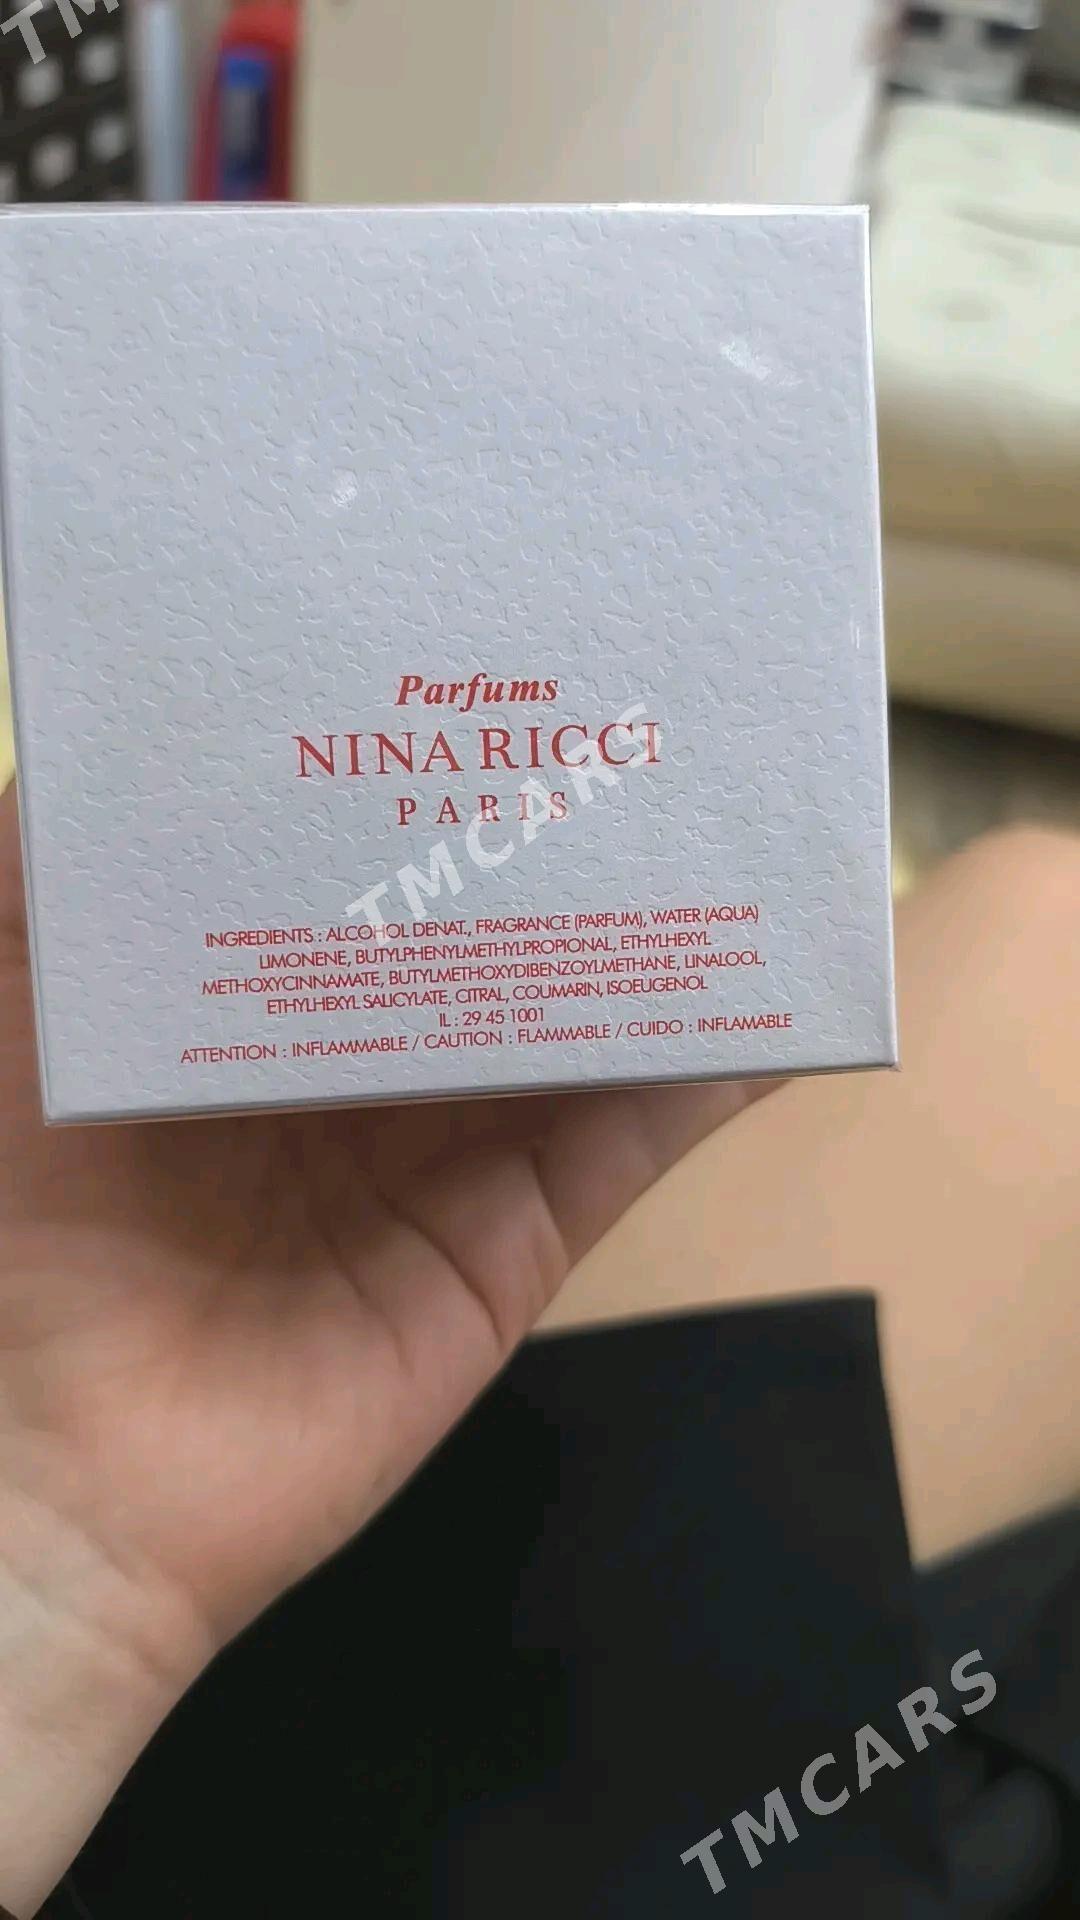 TM
Parfums
NINA RICCI
PARIS
TMCARS
INGREDIENTS : ALCOHOL DENAT., FRAGRANCE (PARFUM), WATER (AQUA)
LIMONENE, BUTYLPHENYLMETHYLPROPIONAL, ETHYLHEXYL
METHOXYCINNAMATE, BUTYLMETHOXYDIBENZOYLMETHANE, LINALOOL,
ETHYLHEXYL SALICYLATE, CITRAL, COUMARIN, ISOEUGENOL
IL : 29 45 1001
ATTENTION : INFLAMMABLE / CAUTION : FLAMMABLE / CUIDO : INFLAMABLE
TMCARS